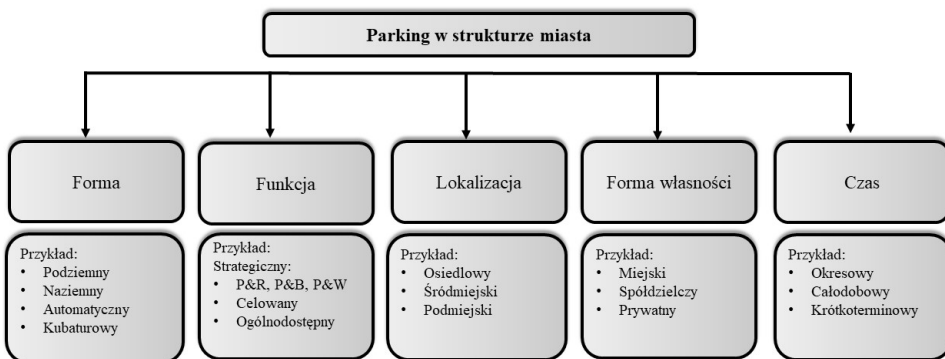 Parking w strukturze miasta
Forma
Funkcja
Lokalizacja
Forma własności
Czas
Przykład:
• Podziemny
• Naziemny
• Automatyczny
• Kubaturowy
Przykład:
Strategiczny:
• P&R, P&B, P&W
• Celowany
• Ogólnodostępny
Przykład:
• Osiedlowy
• Śródmiejski
• Podmiejski
Przykład:
• Miejski
• Spółdzielczy
• Prywatny
Przykład:
• Okresowy
• Całodobowy
• Krótkoterminowy